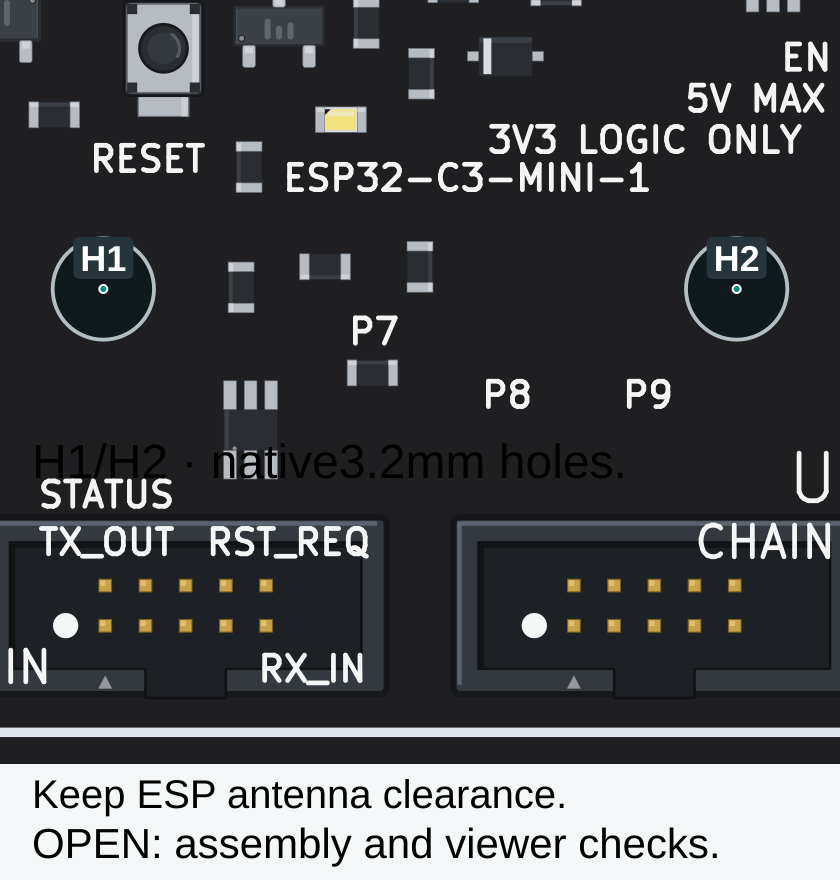 EN
5V MAX
3V3 LOGIC ONLY
RESET
ESP32-C3-MINI-1
H1
H2
P7
P8
P9
H1/H2 · native3.2mm holes.
U
STATUS
TX_OUT
RST_REQ
CHAIN
IN
RX_IN
Keep ESP antenna clearance.
OPEN: assembly and viewer checks.